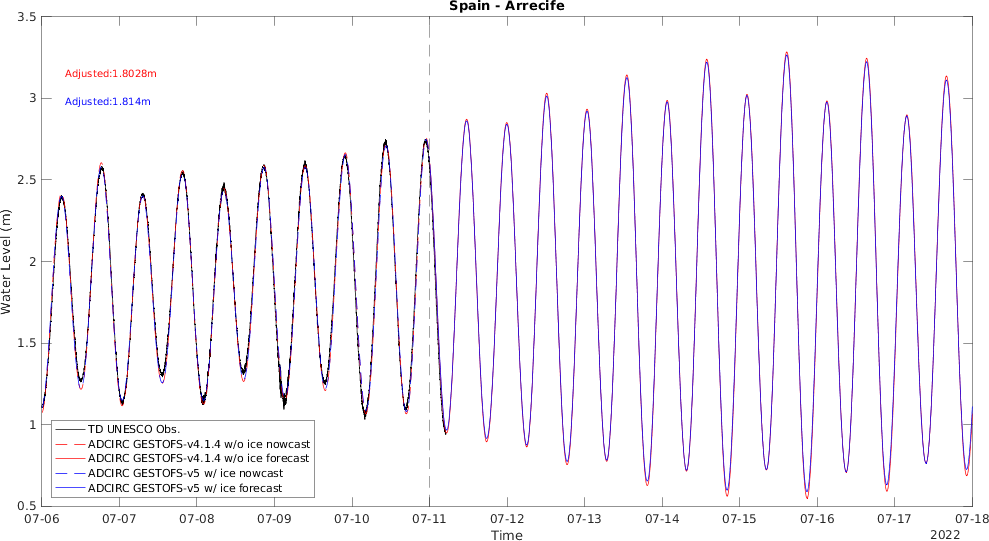 Spain - Arrecife
Adjusted:1.8028m
Adjusted:1.814m
Water Level (m)
3.5
3
2.5
2
1.5
1
0.5
TD UNESCO Obs.
ADCIRC GESTOFS-v4.1.4 w/o ice nowcast
ADCIRC GESTOFS-v4.1.4 w/o ice forecast
ADCIRC GESTOFS-v5 w/ ice nowcast
ADCIRC GESTOFS-v5 w/ ice forecast
07-06 07-07 07-08 07-09 07-10 07-11 07-12 07-13 07-14 07-15 07-16 07-17 07-18
Time
2022